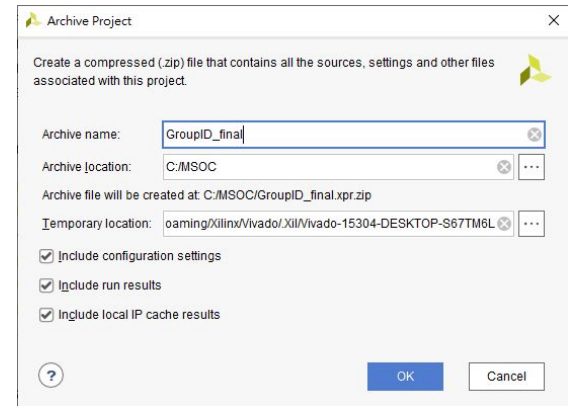 Archive Project
Create a compressed (.zip) file that contains all the sources, settings and other files
associated with this project.
Archive name: GroupID_final
Archive location: C:/MSOC
Archive file will be created at: C:/MSOC/GroupID_final.xpr.zip
Temporary location: oaming/Xilinx/Vivado/.Xil/Vivado-15304-DESKTOP-S67TM6L
Include configuration settings
Include run results
Include local IP cache results
? OK Cancel